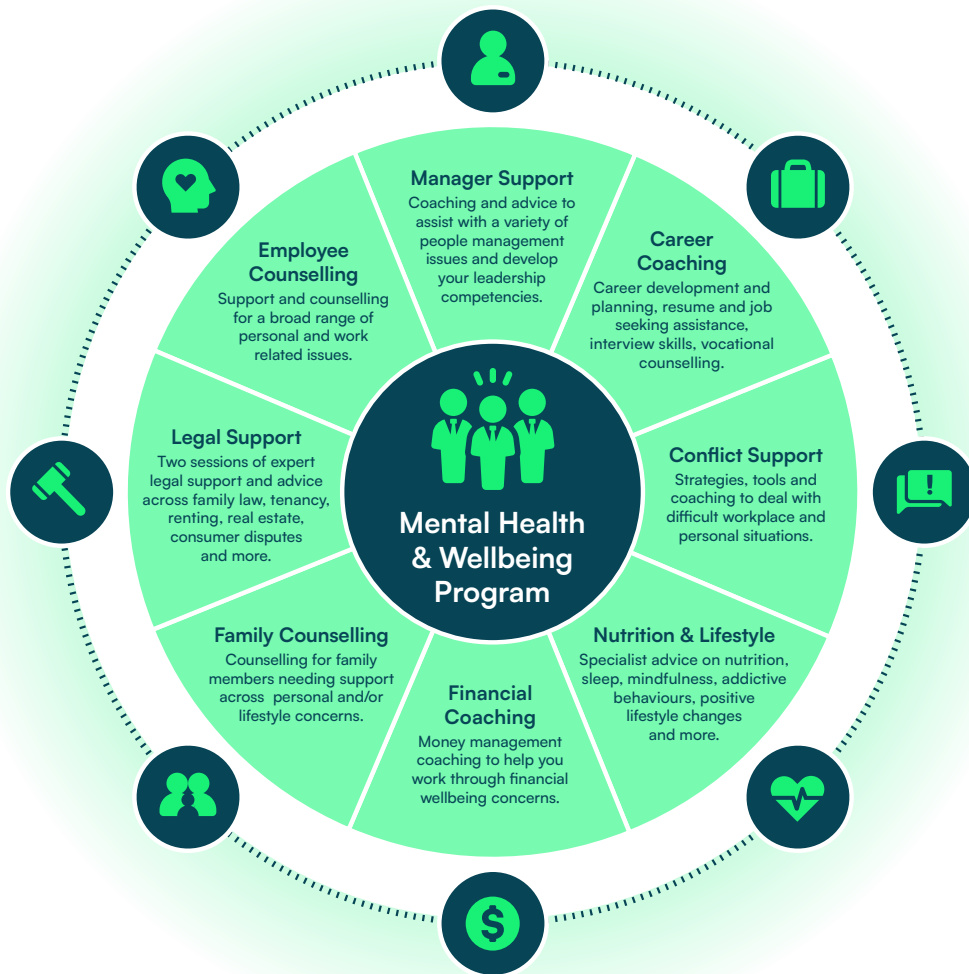 Manager Support
Coaching and advice to
assist with a variety of
people management
issues and develop
your leadership
competencies.
Career
Coaching
Career development and
planning, resume and job
seeking assistance,
interview skills, vocational
counselling.
Conflict Support
Strategies, tools and
coaching to deal with
difficult workplace and
personal situations.
Nutrition & Lifestyle
Specialist advice on nutrition,
sleep, mindfulness, addictive
behaviours, positive
lifestyle changes
and more.
Financial
Coaching
Money management
coaching to help you
work through financial
wellbeing concerns.
Family Counselling
Counselling for family
members needing support
across personal and/or
lifestyle concerns.
Legal Support
Two sessions of expert
legal support and advice
across family law, tenancy,
renting, real estate,
consumer disputes
and more.
Employee
Counselling
Support and counselling
for a broad range of
personal and work
related issues.
Mental Health
& Wellbeing
Program
!
$